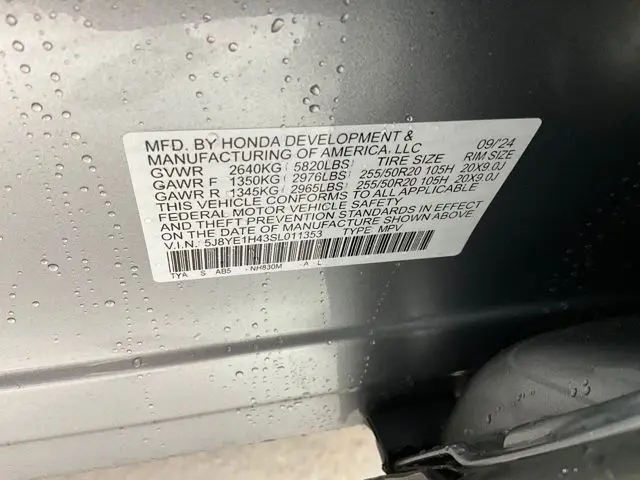 MFD. BY HONDA DEVELOPMENT & 09/24
MANUFACTURING OF AMERICA, LLC
GVWR 2640KG (5820LBS) TIRE SIZE RIM SIZE
GAWR F 1350KG (2976LBS) 255/50R20 105H 20X9.0J
GAWR R 1345KG (2965LBS) 255/50R20 105H 20X9.0J
THIS VEHICLE CONFORMS TO ALL APPLICABLE
FEDERAL MOTOR VEHICLE SAFETY
AND THEFT PREVENTION STANDARDS IN EFFECT
ON THE DATE OF MANUFACTURE SHOWN ABOVE.
V.I.N. 5J8YE1H43SL011353 TYPE MPV
TYA S AB5 - NH830M -A L